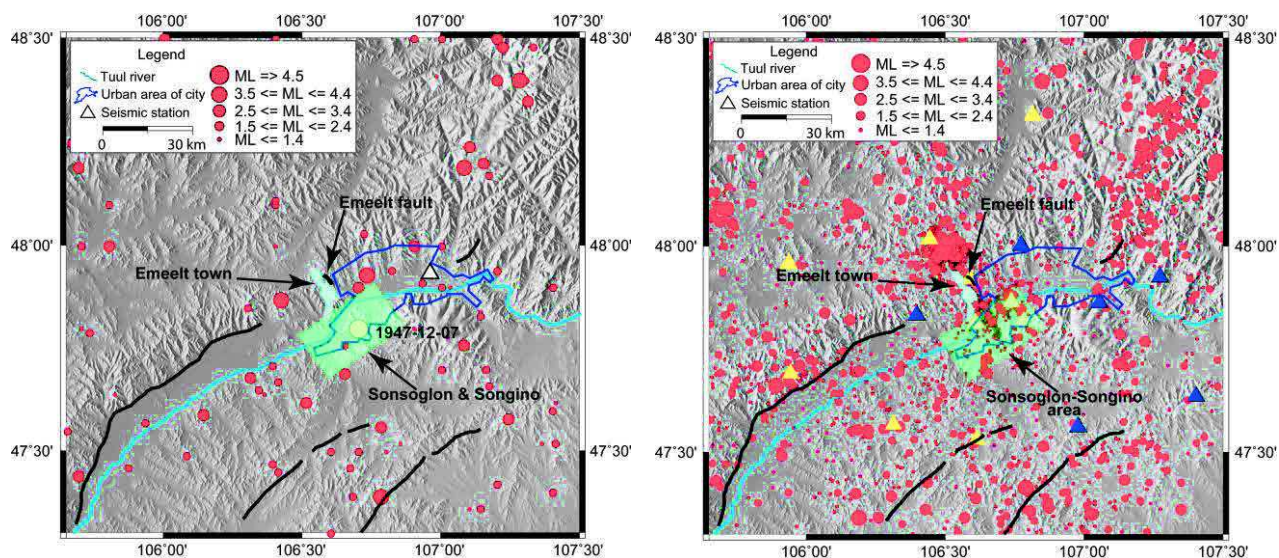 106°00' 106°30' 107°00' 107°30'
48°30'
Legend
Tuul river
Urban area of city
Seismic station
0 30 km
ML => 4.5
3.5 <= ML <= 4.4
2.5 <= ML <= 3.4
1.5 <= ML <= 2.4
ML <= 1.4
Emeelt fault
48°00'
Emeelt town
1947-12-07
Sonsoglon & Songino
47°30'
106°00' 106°30' 107°00' 107°30'
106°00' 106°30' 107°00' 107°30'
48°30' 48°30'
Legend
Tuul river
Urban area of city
Seismic station
0 30 km
ML => 4.5
3.5 <= ML <= 4.4
2.5 <= ML <= 3.4
1.5 <= ML <= 2.4
ML <= 1.4
Emeelt fault
48°00' 48°00'
Emeelt town
Sonsoglon-Songino
area
47°30' 47°30'
106°00' 106°30' 107°00' 107°30'